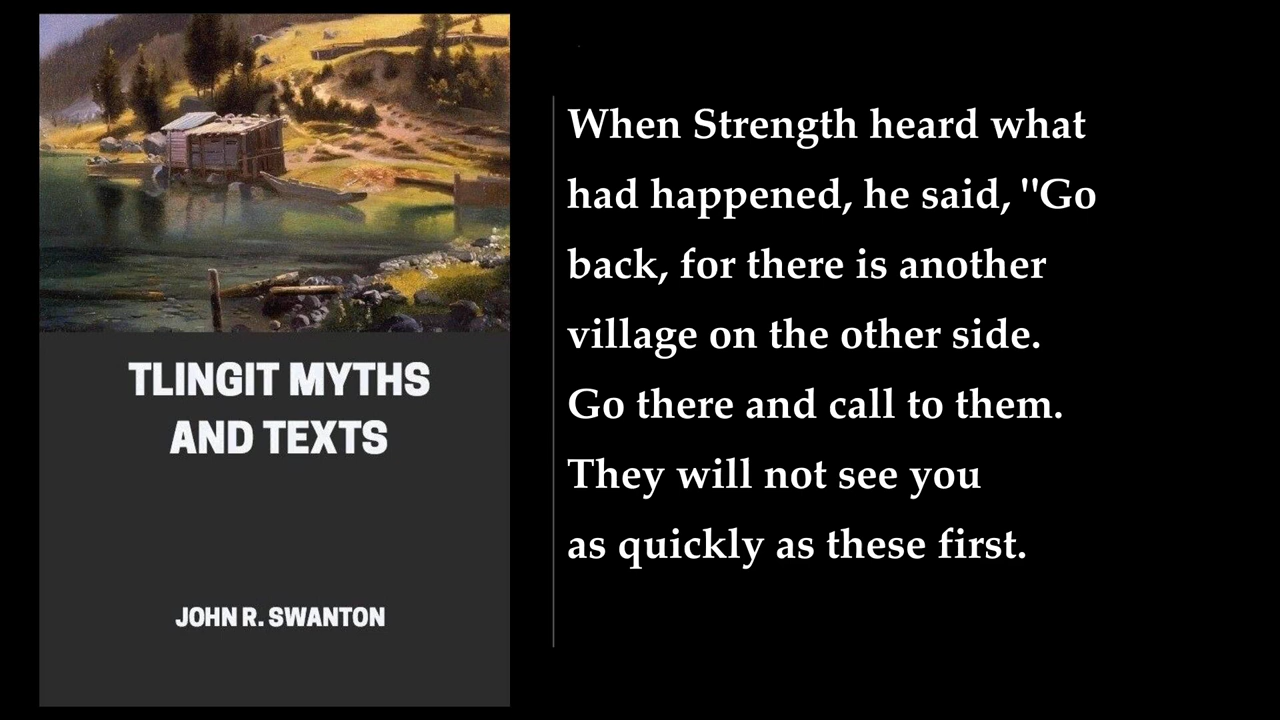 TLINGIT MYTHS
AND TEXTS
JOHN R. SWANTON
When Strength heard what
had happened, he said, "Go
back, for there is another
village on the other side.
Go there and call to them.
They will not see you
as quickly as these first.